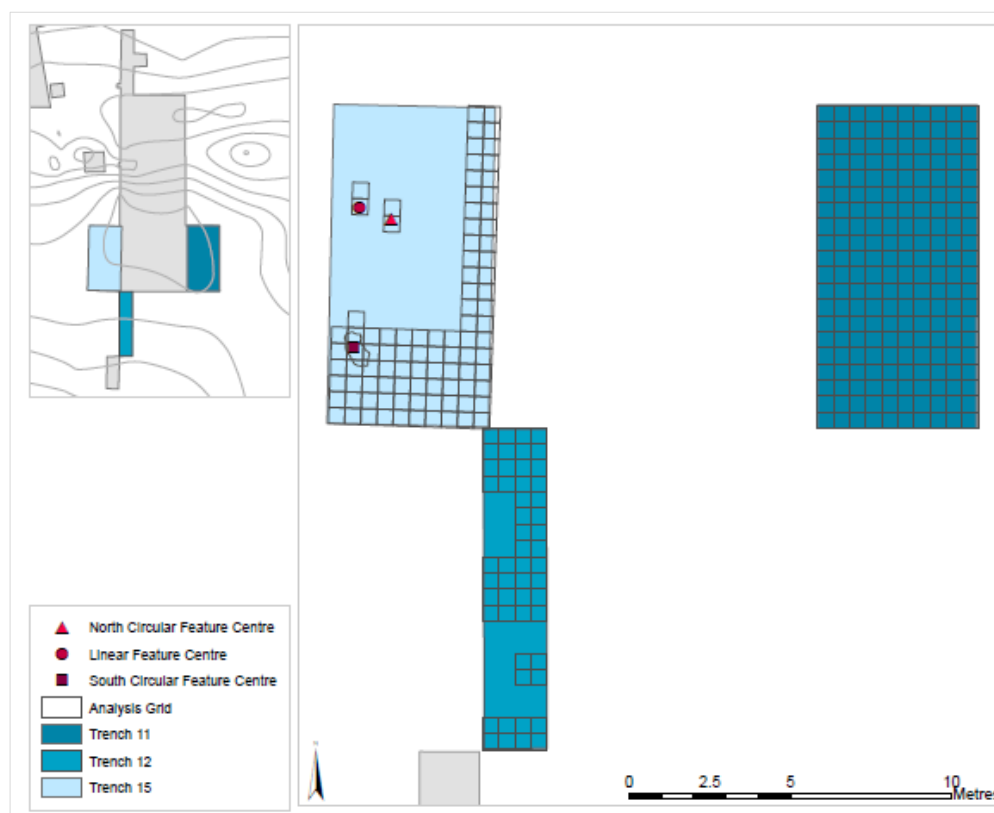 North Circular Feature Centre
Linear Feature Centre
South Circular Feature Centre
Analysis Grid
Trench 11
Trench 12
Trench 15
N
0 2.5 5 10
Metres